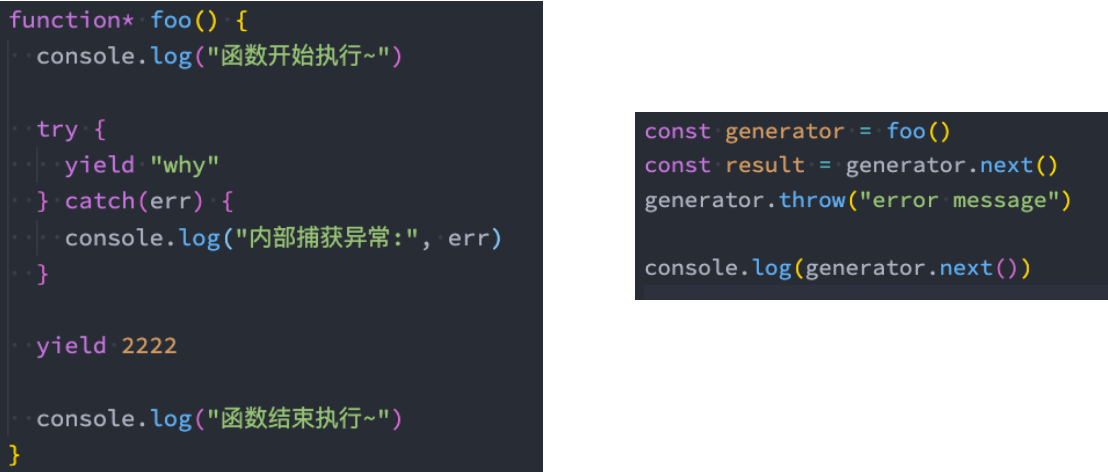 function* foo() {
  console.log("函数开始执行~")
  try {
    yield "why"
  } catch(err) {
    console.log("内部捕获异常:", err)
  }
  yield 2222
  console.log("函数结束执行~")
}
const generator = foo()
const result = generator.next()
generator.throw("error message")
console.log(generator.next())